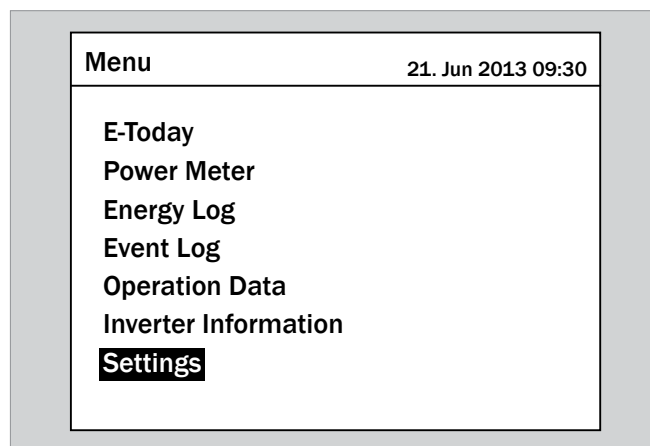 Menu
21. Jun 2013 09:30
E-Today
Power Meter
Energy Log
Event Log
Operation Data
Inverter Information
Settings